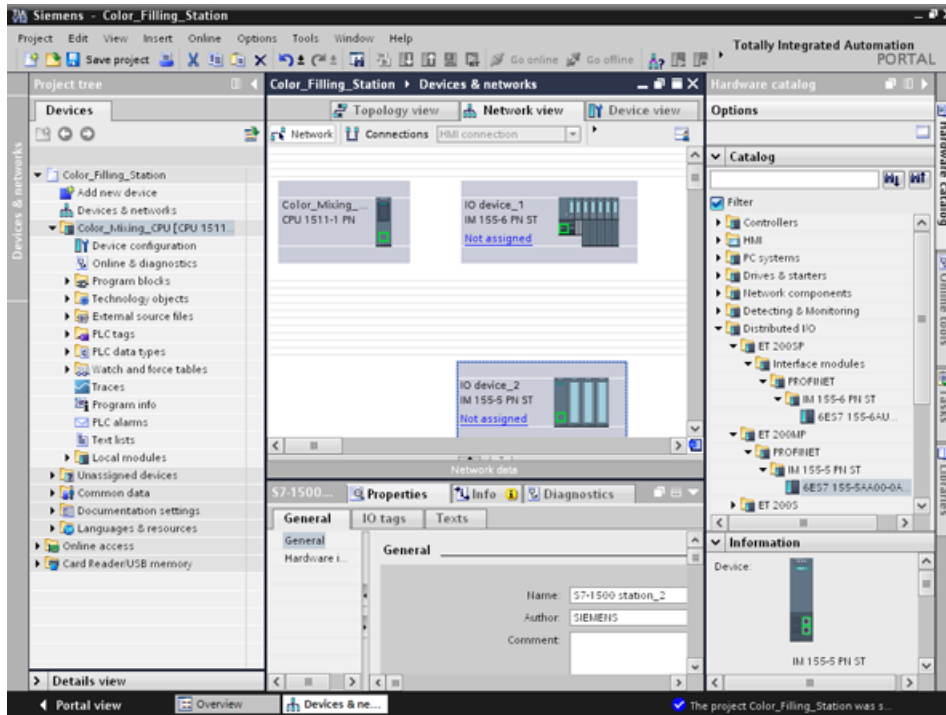 Siemens - Color_Filling_Station
Project Edit View Insert Online Options Tools Window Help
Totally Integrated Automation
PORTAL
Save project
Go online
Go offline
Project tree
Devices
Devices & networks
Color_Filling_Station
Add new device
Devices & networks
Color_Mixing_CPU [CPU 1511...
Device configuration
Online & diagnostics
Program blocks
Technology objects
External source files
PLC tags
PLC data types
Watch and force tables
Traces
Program info
PLC alarms
Text lists
Local modules
Unassigned devices
Common data
Documentation settings
Languages & resources
Online access
Card Reader/USB memory
Details view
Color_Filling_Station Devices & networks
Topology view
Network view
Device view
Network
Connections
HMI connection
Color_Mixing_...
CPU 1511-1 PN
IO device_1
IM 155-6 PN ST
Not assigned
IO device_2
IM 155-5 PN ST
Not assigned
Network data
S7-1500...
Properties
Info
Diagnostics
General
IO tags
Texts
General
Hardware i...
General
Name: S7-1500 station_2
Author: SIEMENS
Comment:
Hardware catalog
Options
Catalog
Filter
Controllers
HMI
PC systems
Drives & starters
Network components
Detecting & Monitoring
Distributed I/O
ET 200SP
Interface modules
PROFINET
IM 155-6 PN ST
6ES7 155-6AU...
ET 200MP
PROFINET
IM 155-5 PN ST
6ES7 155-5AA00-0A...
ET 200S
Information
Device:
IM 155-5 PN ST
Hardware catalog
Online tools
Tasks
Libraries
Portal view
Overview
Devices & ne...
The project Color_Filling_Station was s...